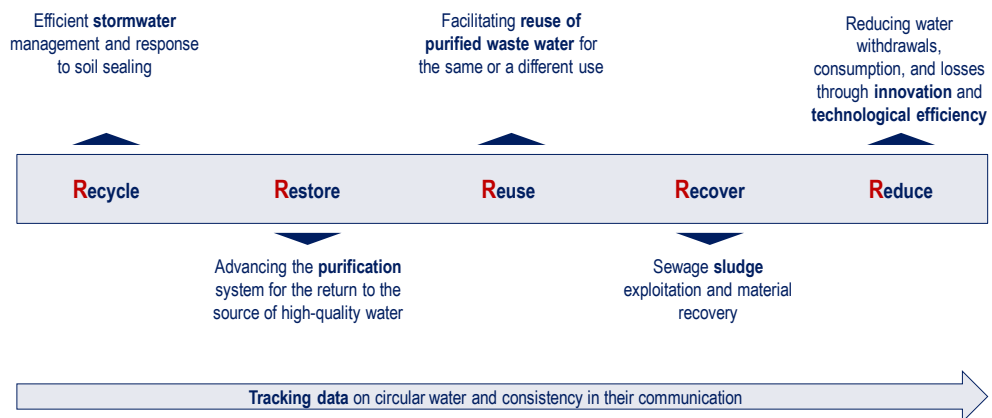 Efficient stormwater
management and response
to soil sealing
Facilitating reuse of
purified waste water for
the same or a different use
Reducing water
withdrawals,
consumption, and losses
through innovation and
technological efficiency
Recycle
Restore
Reuse
Recover
Reduce
Advancing the purification
system for the return to the
source of high-quality water
Sewage sludge
exploitation and material
recovery
Tracking data on circular water and consistency in their communication